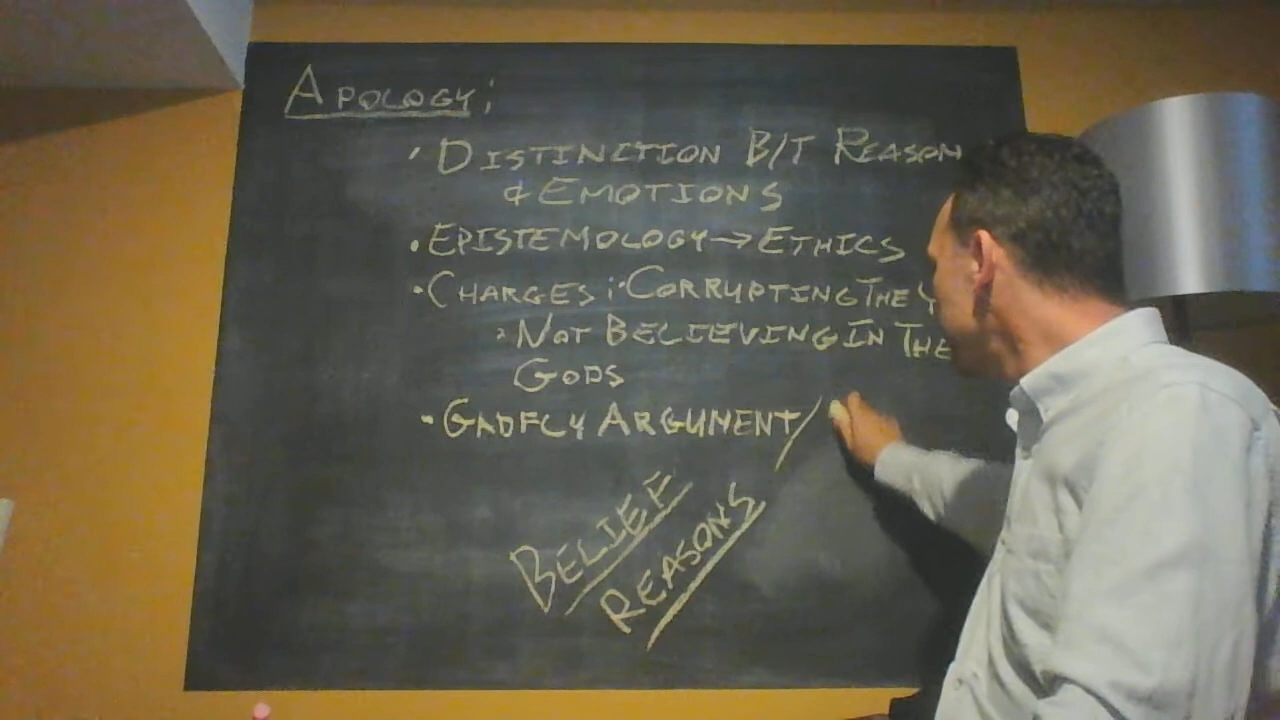 APOLOGY:
· DISTINCTION B/T REASON
& EMOTIONS
· EPISTEMOLOGY → ETHICS
· CHARGES: · CORRUPTING THE Y
· NOT BELIEVING IN THE
GODS
· GADFLY ARGUMENT/
BELIEF
REASONS